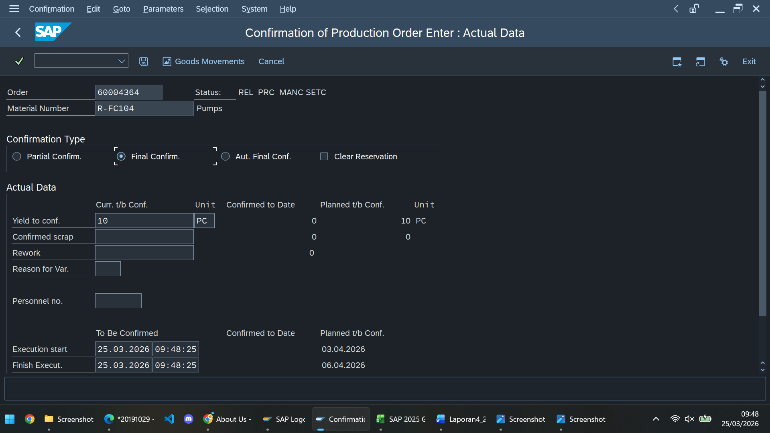 Confirmation Edit Goto Parameters Selection System Help
SAP Confirmation of Production Order Enter : Actual Data
Goods Movements Cancel Exit
Order 60004364 Status: REL PRC MANC SETC
Material Number R-FC104 Pumps
Confirmation Type
Partial Confirm. Final Confirm. Aut. Final Conf. Clear Reservation
Actual Data
Curr. t/b Conf. Unit Confirmed to Date Planned t/b Conf. Unit
Yield to conf. 10 PC 0 10 PC
Confirmed scrap 0 0
Rework 0
Reason for Var.
Personnel no.
To Be Confirmed Confirmed to Date Planned t/b Conf.
Execution start 25.03.2026 09:48:25 03.04.2026
Finish Execut. 25.03.2026 09:48:25 06.04.2026
Screenshot *20191029 - About Us - SAP Logo Confirmatio SAP 2025 6 Laporan4_2 Screenshot Screenshot
09:48
25/03/2026